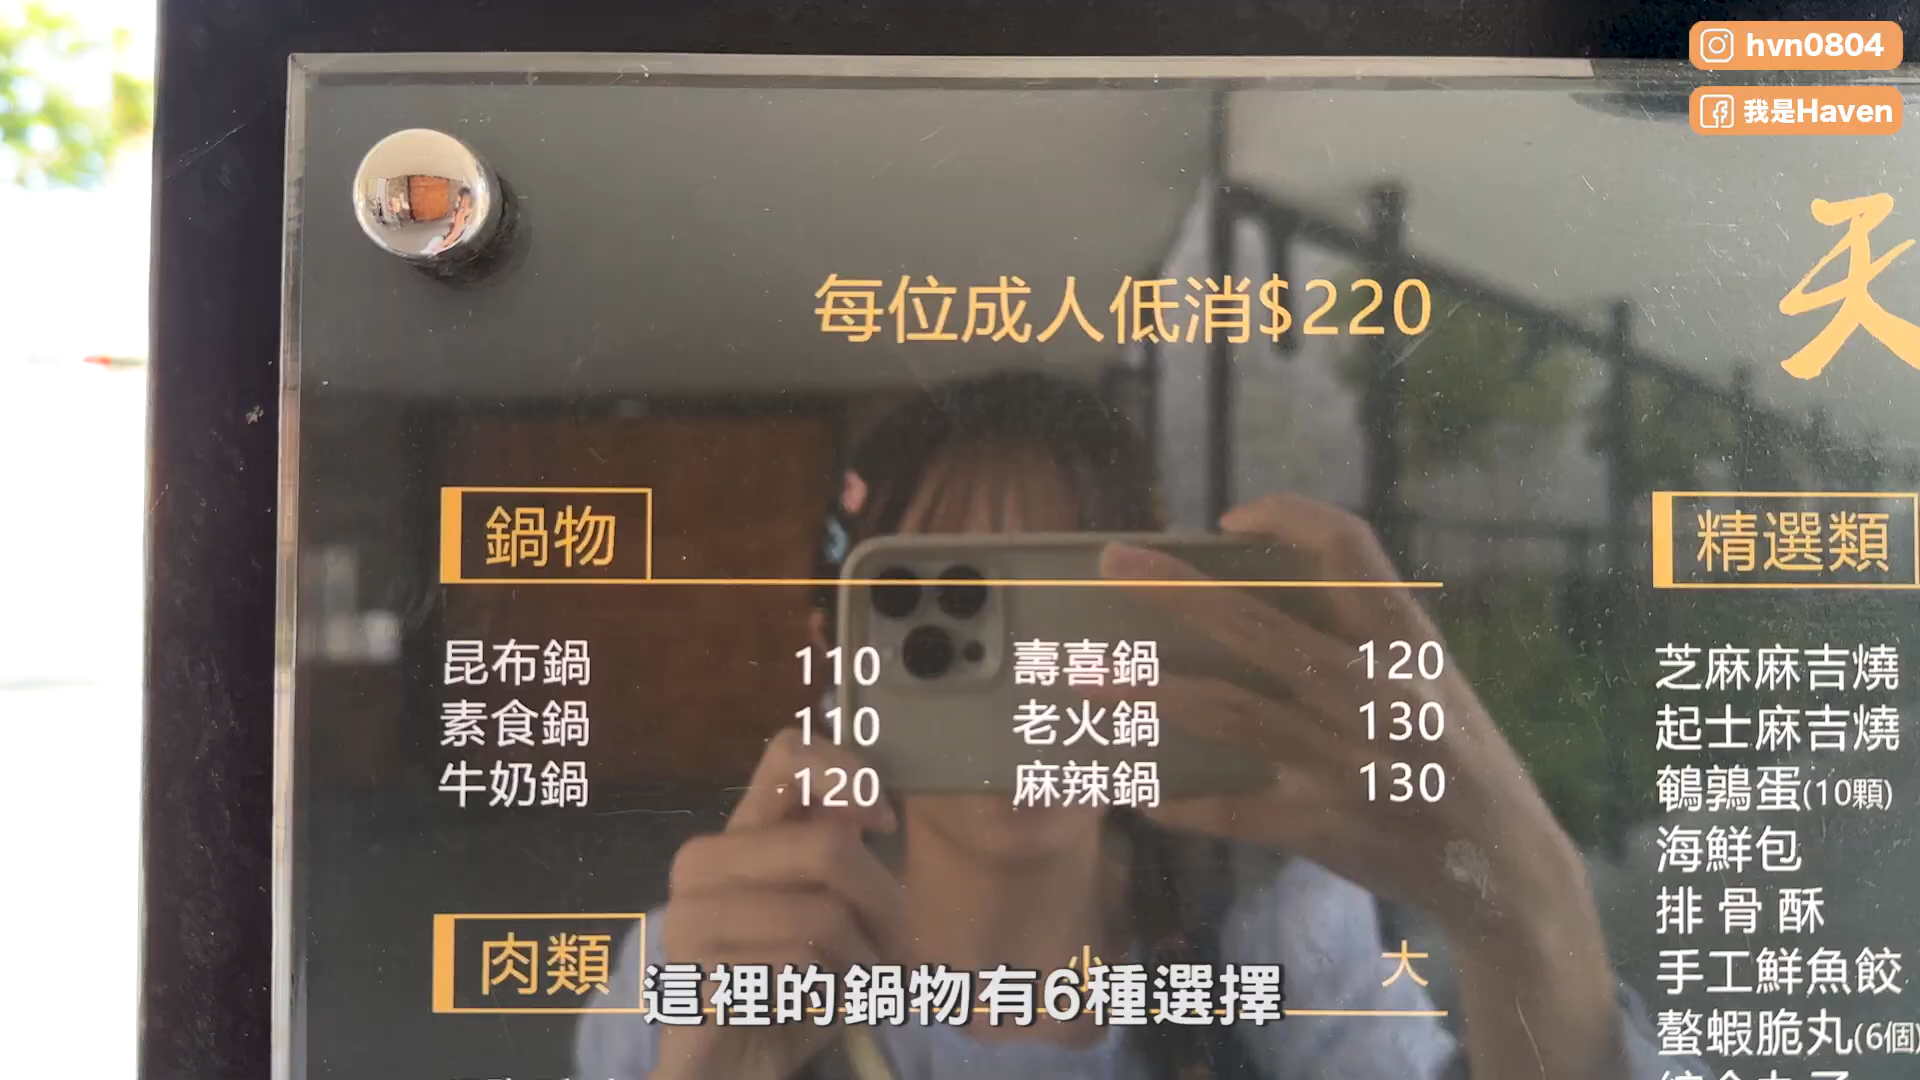 hvn0804
我是Haven
每位成人低消$220
天
鍋物
昆布鍋 110 壽喜鍋 120
素食鍋 110 老火鍋 130
牛奶鍋 120 麻辣鍋 130
肉類 小 大
精選類
芝麻麻吉燒
起士麻吉燒
鵪鶉蛋(10顆)
海鮮包
排骨酥
手工鮮魚餃
螯蝦脆丸(6個)
這裡的鍋物有6種選擇